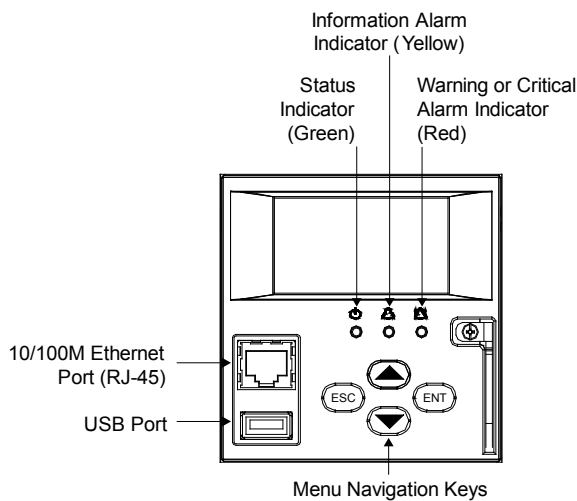 Information Alarm
Indicator (Yellow)
Status
Indicator
(Green)
Warning or Critical
Alarm Indicator
(Red)
10/100M Ethernet
Port (RJ-45)
USB Port
ESC
ENT
Menu Navigation Keys